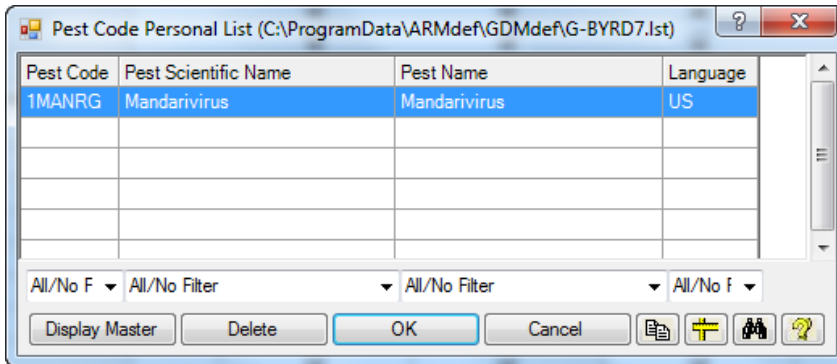 Pest Code Personal List (C:\ProgramData\ARMdef\GDMdef\G-BYRD7.lst)
Pest Code Pest Scientific Name Pest Name Language
1MANRG Mandarivirus Mandarivirus US
All/No F All/No Filter All/No Filter All/No F
Display Master Delete OK Cancel